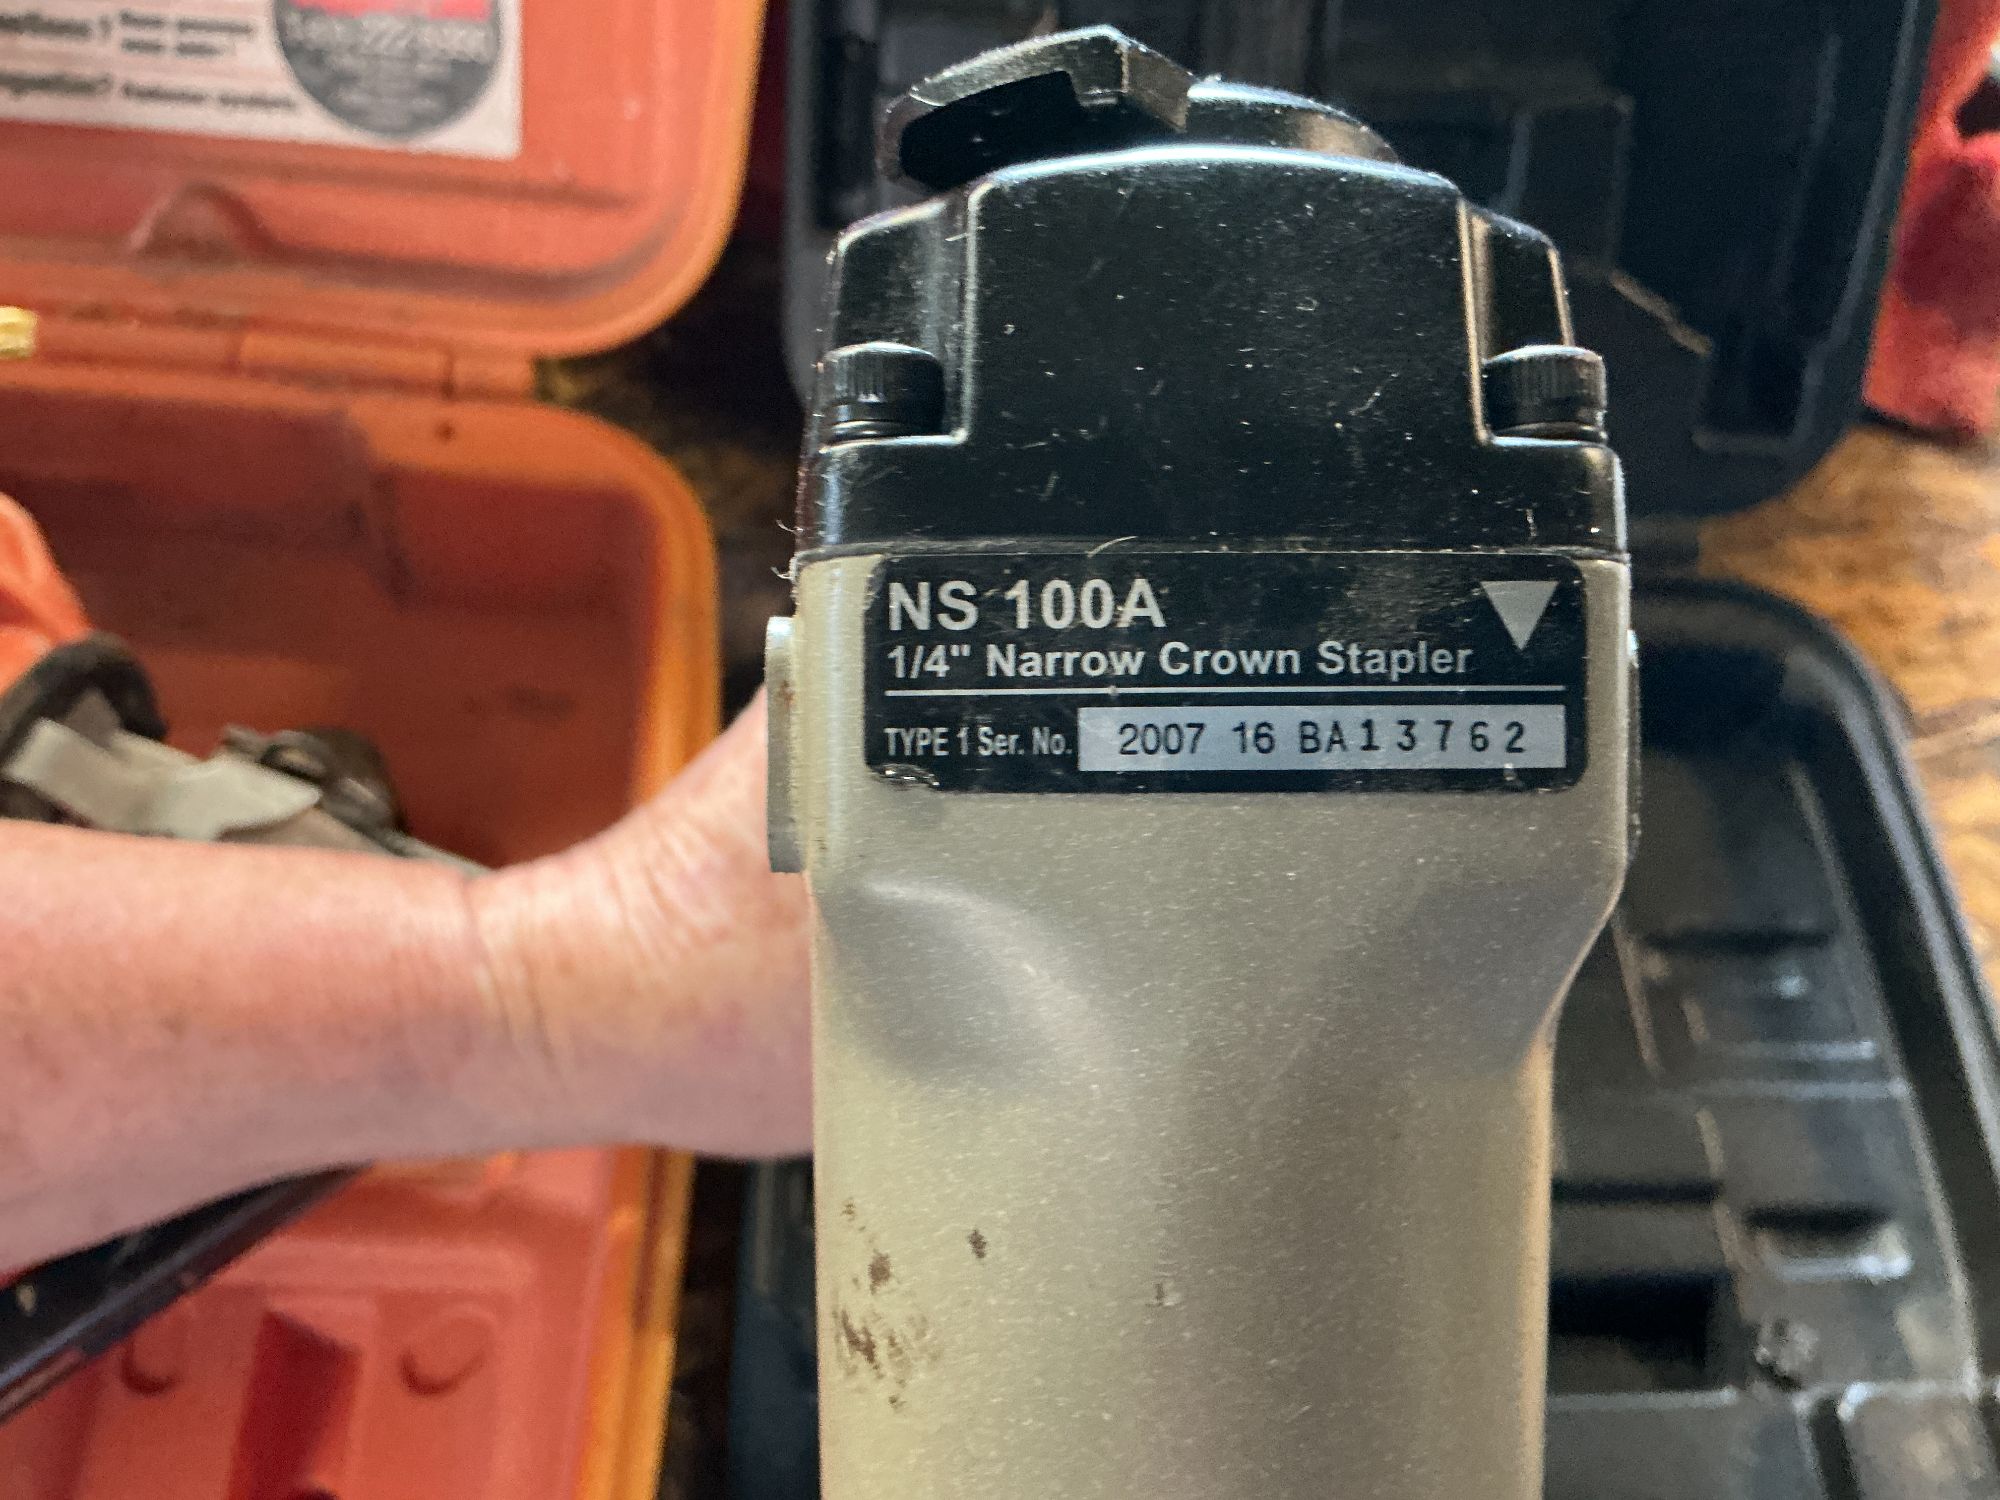 NS 100A
1/4" Narrow Crown Stapler
TYPE 1 Ser. No. 2007 16 BA13762